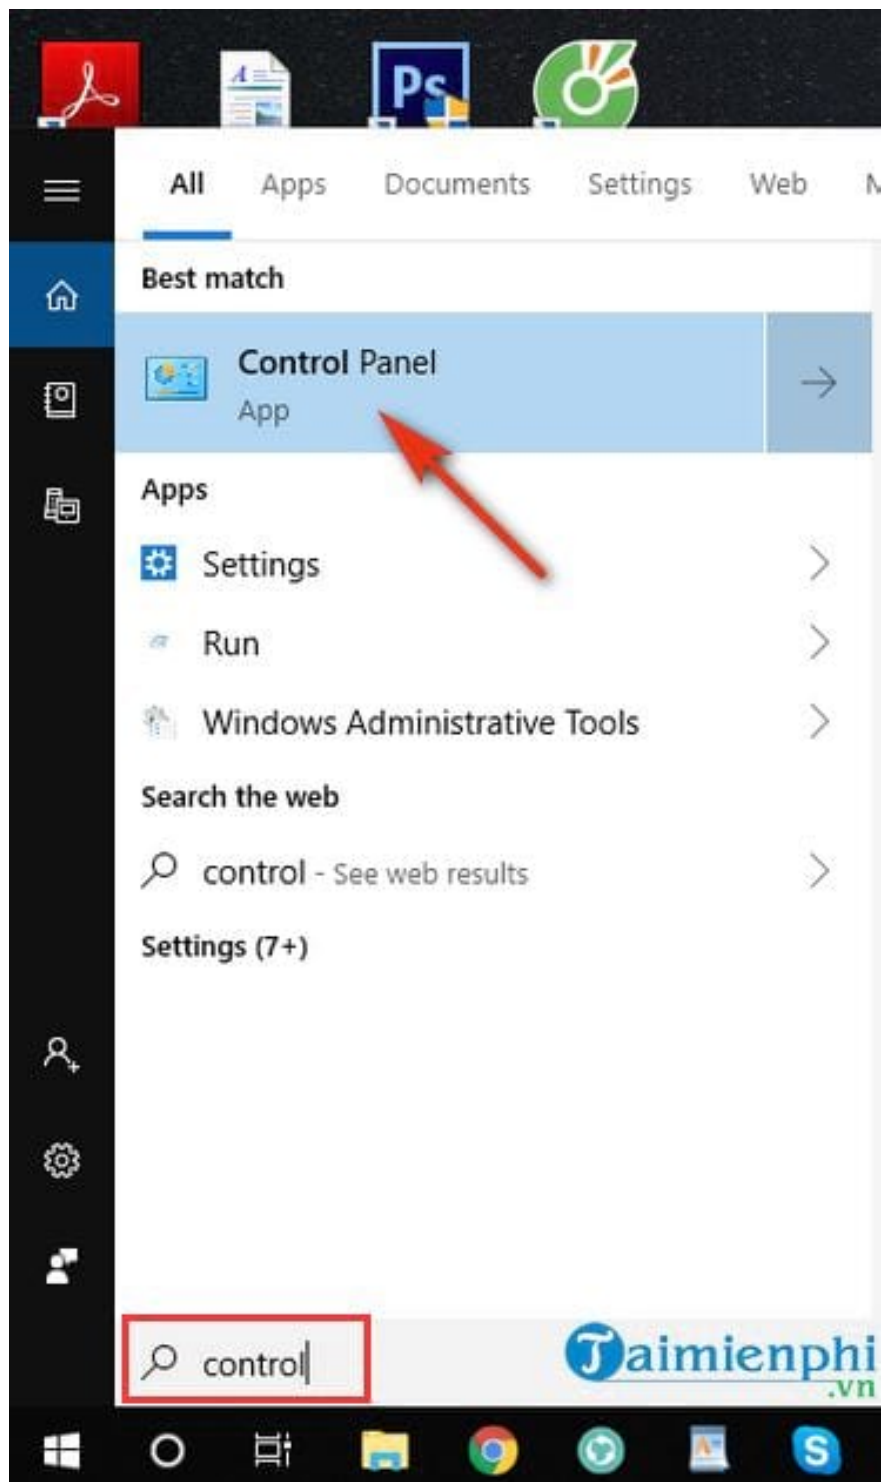 Ps
All Apps Documents Settings Web M
Best match
Control Panel
App
Apps
Settings
Run
Windows Administrative Tools
Search the web
control - See web results
Settings (7+)
control
Taimienphi
.vn